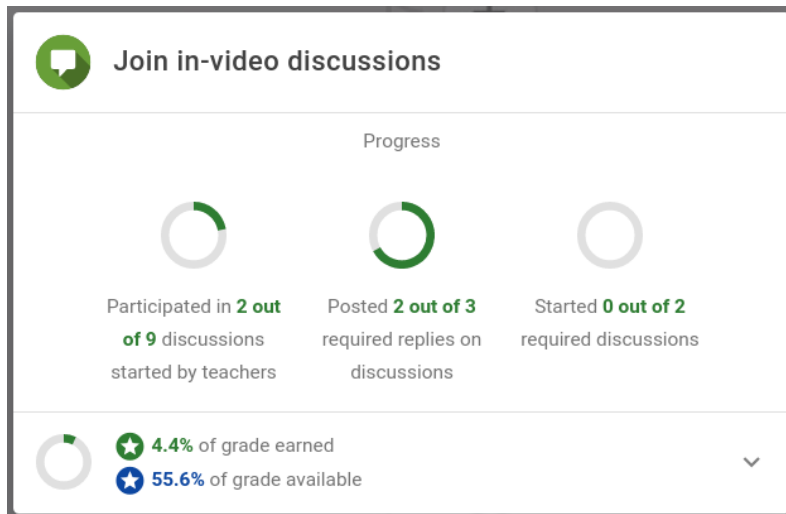 Join in-video discussions
Progress
Participated in 2 out
of 9 discussions
started by teachers
Posted 2 out of 3
required replies on
discussions
Started 0 out of 2
required discussions
4.4% of grade earned
55.6% of grade available